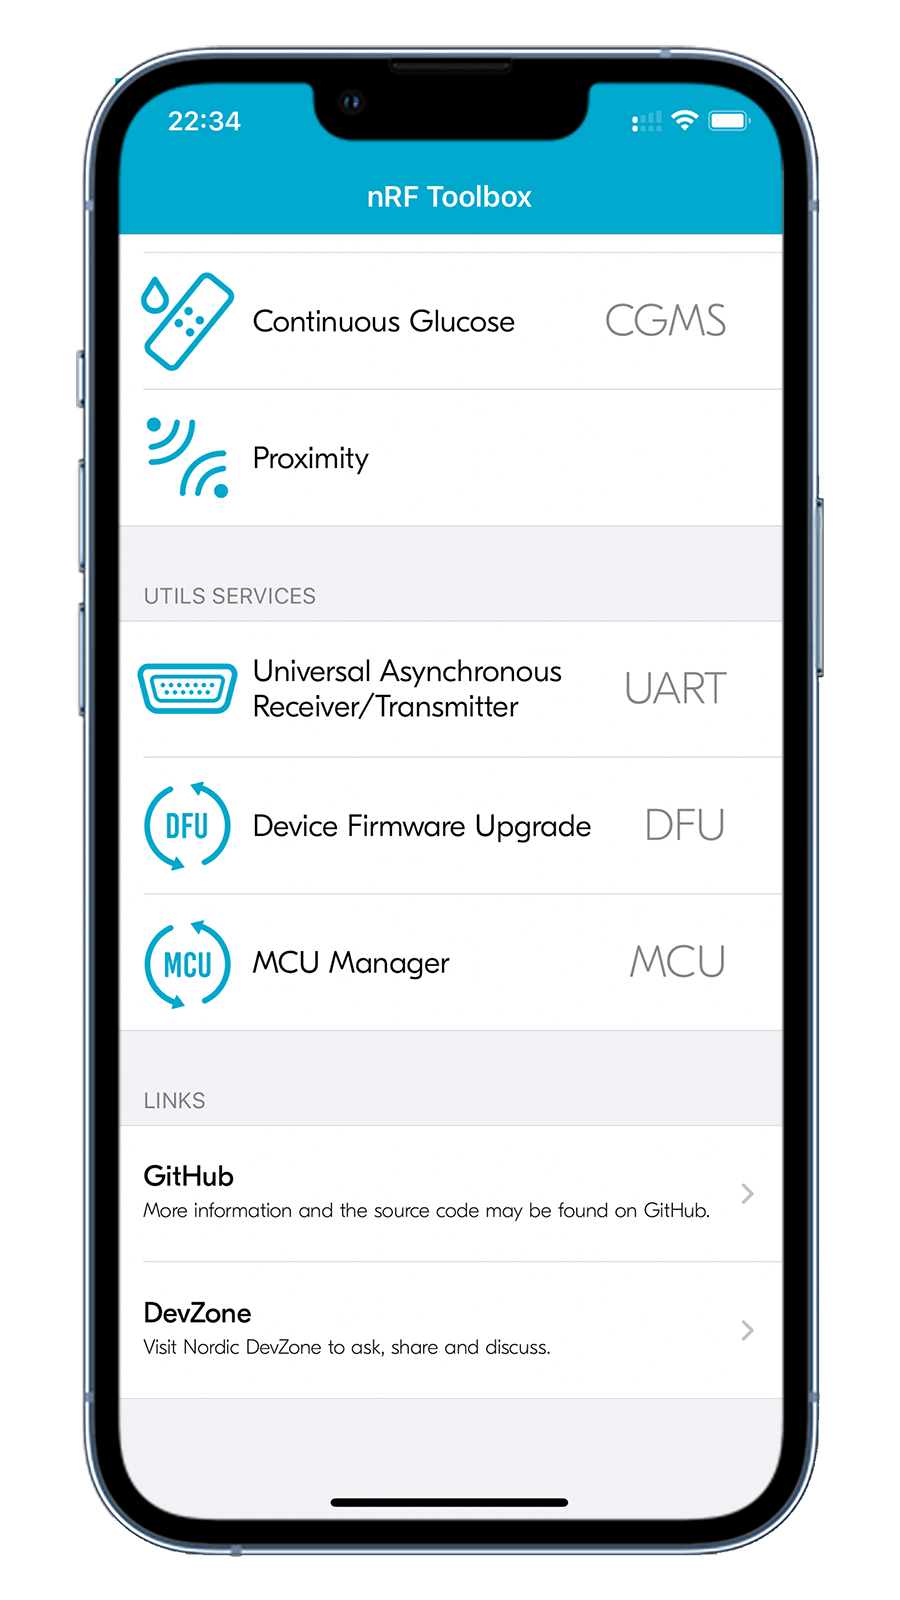 22:34
nRF Toolbox
Continuous Glucose CGMS
Proximity
UTILS SERVICES
Universal Asynchronous
Receiver/Transmitter UART
DFU Device Firmware Upgrade DFU
MCU MCU Manager MCU
LINKS
GitHub
More information and the source code may be found on GitHub.
DevZone
Visit Nordic DevZone to ask, share and discuss.